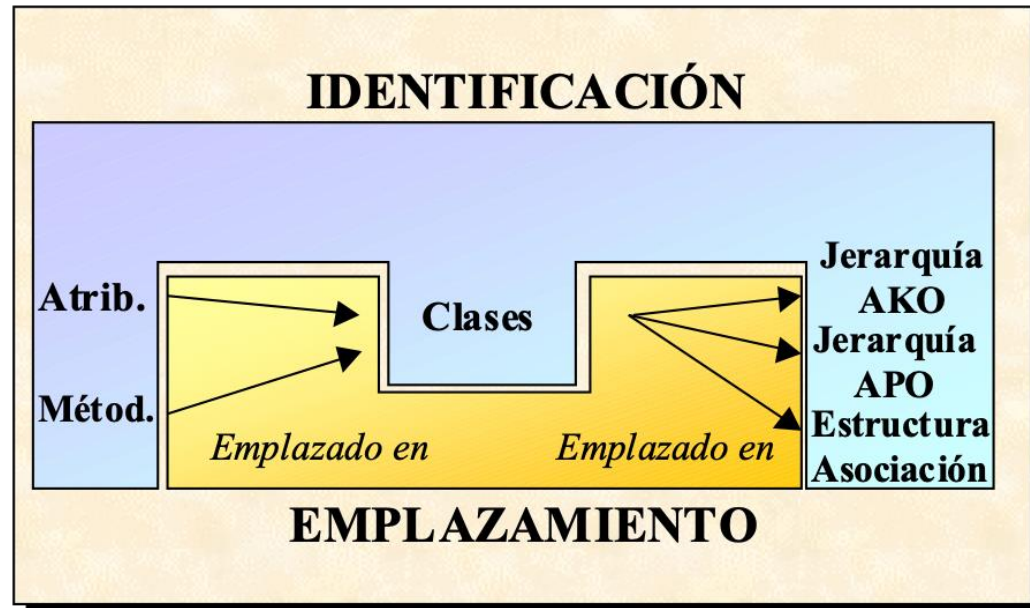 IDENTIFICACIÓN
Atrib.
Métod.
Clases
Jerarquía
AKO
Jerarquía
APO
Estructura
Asociación
Emplazado en
Emplazado en
EMPLAZAMIENTO